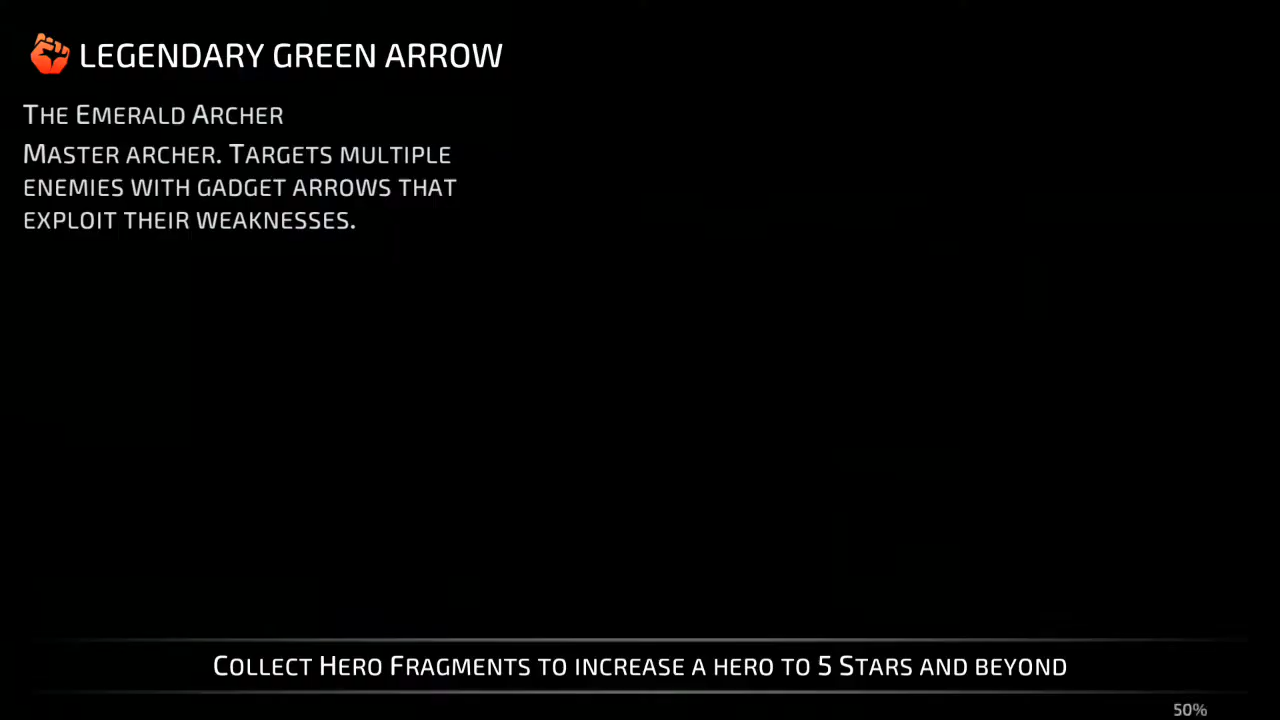 LEGENDARY GREEN ARROW
THE EMERALD ARCHER
MASTER ARCHER. TARGETS MULTIPLE
ENEMIES WITH GADGET ARROWS THAT
EXPLOIT THEIR WEAKNESSES.
COLLECT HERO FRAGMENTS TO INCREASE A HERO TO 5 STARS AND BEYOND
50%